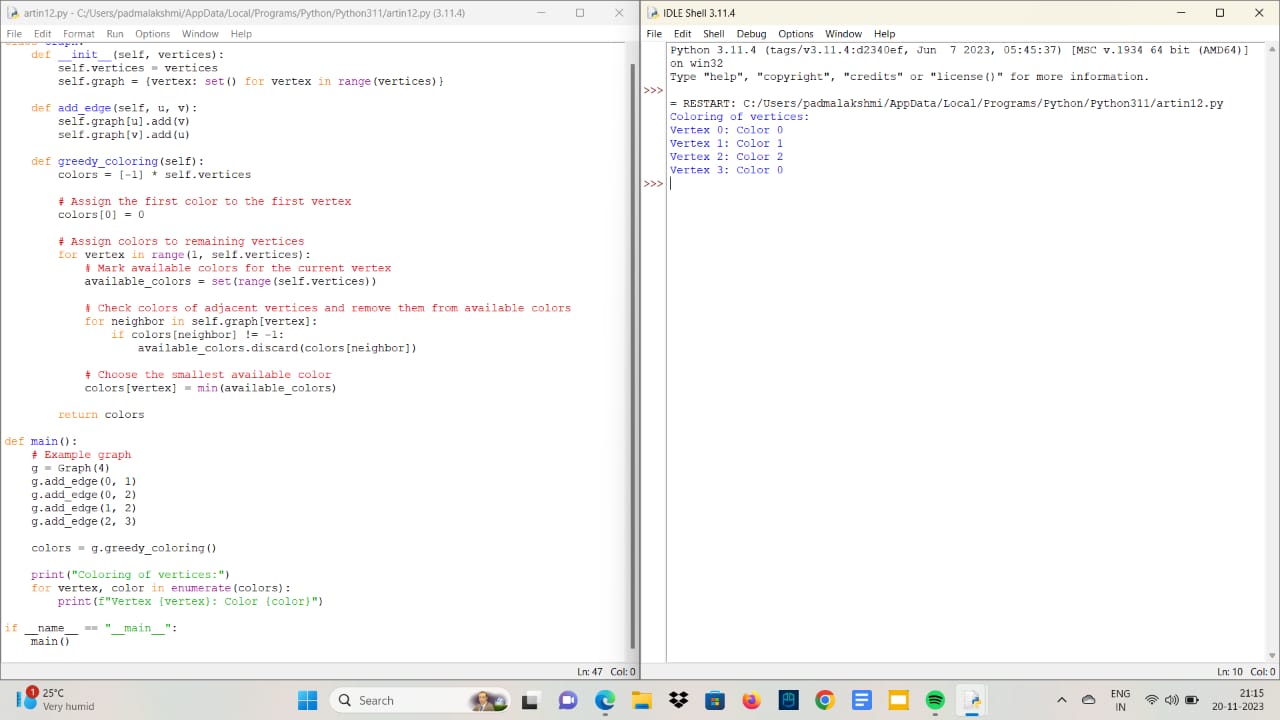 artin12.py - C:/Users/padmalakshmi/AppData/Local/Programs/Python/Python311/artin12.py (3.11.4)
File Edit Format Run Options Window Help
class Graph:
    def __init__(self, vertices):
        self.vertices = vertices
        self.graph = {vertex: set() for vertex in range(vertices)}

    def add_edge(self, u, v):
        self.graph[u].add(v)
        self.graph[v].add(u)

    def greedy_coloring(self):
        colors = [-1] * self.vertices

        # Assign the first color to the first vertex
        colors[0] = 0

        # Assign colors to remaining vertices
        for vertex in range(1, self.vertices):
            # Mark available colors for the current vertex
            available_colors = set(range(self.vertices))

            # Check colors of adjacent vertices and remove them from available colors
            for neighbor in self.graph[vertex]:
                if colors[neighbor] != -1:
                    available_colors.discard(colors[neighbor])

            # Choose the smallest available color
            colors[vertex] = min(available_colors)

        return colors

def main():
    # Example graph
    g = Graph(4)
    g.add_edge(0, 1)
    g.add_edge(0, 2)
    g.add_edge(1, 2)
    g.add_edge(2, 3)

    colors = g.greedy_coloring()

    print("Coloring of vertices:")
    for vertex, color in enumerate(colors):
        print(f"Vertex {vertex}: Color {color}")

if __name__ == "__main__":
    main()
Ln: 47 Col: 0
IDLE Shell 3.11.4
File Edit Shell Debug Options Window Help
Python 3.11.4 (tags/v3.11.4:d2340ef, Jun  7 2023, 05:45:37) [MSC v.1934 64 bit (AMD64)]
on win32
Type "help", "copyright", "credits" or "license()" for more information.
>>>
= RESTART: C:/Users/padmalakshmi/AppData/Local/Programs/Python/Python311/artin12.py
Coloring of vertices:
Vertex 0: Color 0
Vertex 1: Color 1
Vertex 2: Color 2
Vertex 3: Color 0
>>>
Ln: 10 Col: 0
1
25°C
Very humid
Search
ENG
IN
21:15
20-11-2023